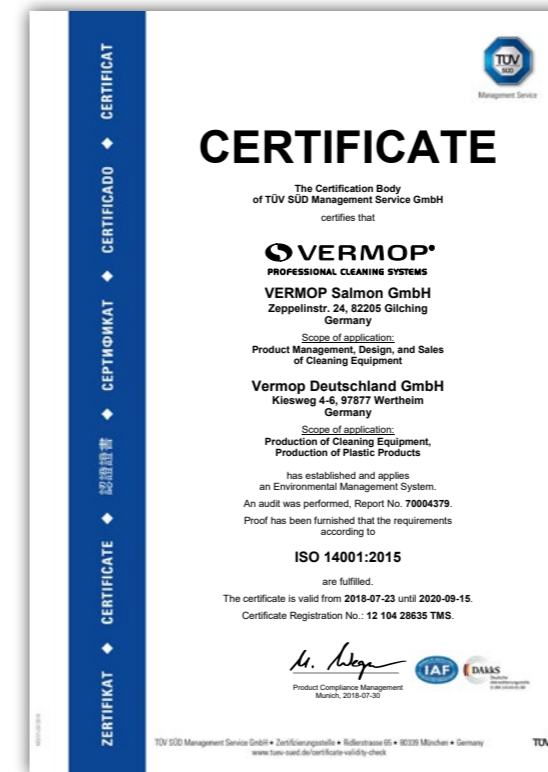 TÜV
SÜD
Management Service
CERTIFICATE
The Certification Body
of TÜV SÜD Management Service GmbH
certifies that
VERMOP
PROFESSIONAL CLEANING SYSTEMS
VERMOP Salmon GmbH
Zeppelinstr. 24, 82205 Gilching
Germany
Scope of application:
Product Management, Design, and Sales
of Cleaning Equipment
Vermop Deutschland GmbH
Kiesweg 4-6, 97877 Wertheim
Germany
Scope of application:
Production of Cleaning Equipment,
Production of Plastic Products
has established and applies
an Environmental Management System.
An audit was performed, Report No. 70004379.
Proof has been furnished that the requirements
according to
ISO 14001:2015
are fulfilled.
The certificate is valid from 2018-07-23 until 2020-09-15.
Certificate Registration No.: 12 104 28635 TMS.
Product Compliance Management
Munich, 2018-07-30
IAF
DAkkS
TÜV SÜD Management Service GmbH • Zertifizierungsstelle • Ridlerstrasse 65 • 80339 München • Germany
www.tuev-sued.de/certificate-validity-check
TÜV
ZERTIFIKAT ◆ CERTIFICATE ◆ 認證證書 ◆ СЕРТИФИКАТ ◆ CERTIFICADO ◆ CERTIFICAT